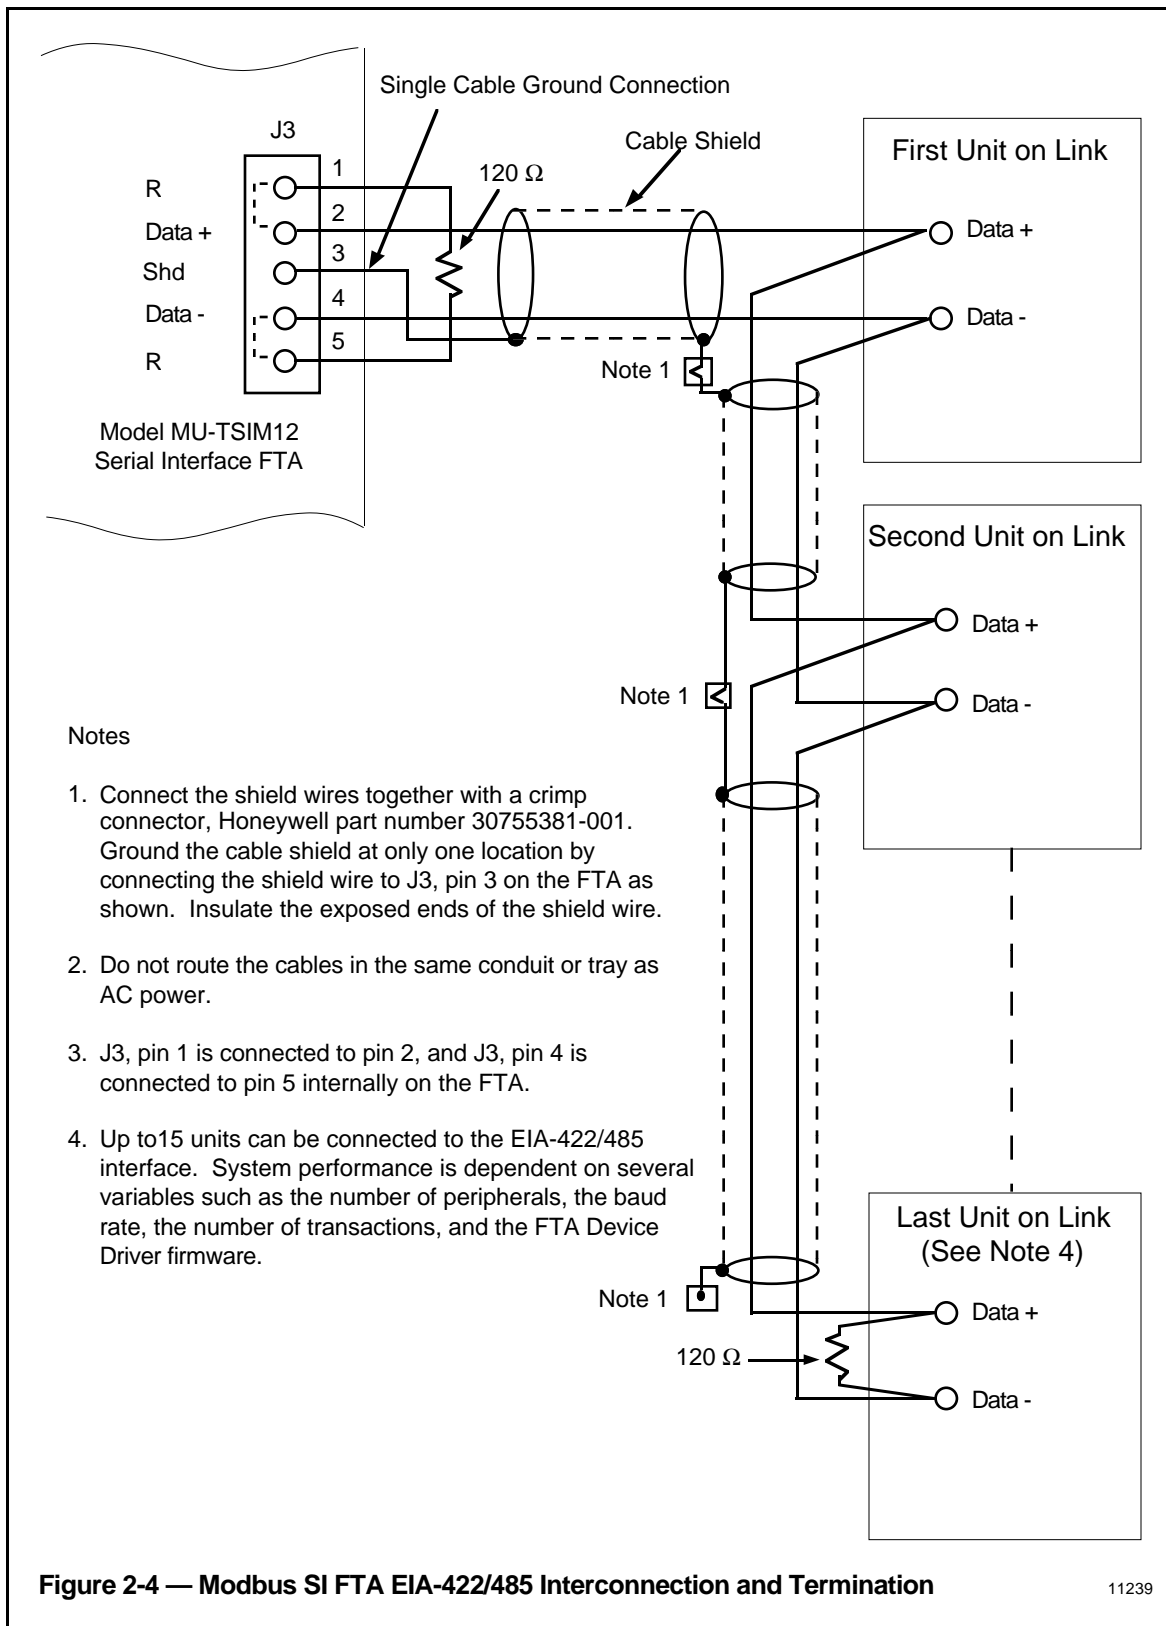 Single Cable Ground Connection
J3
Cable Shield
First Unit on Link
120 Ω
1
R
2
Data +
Data +
3
Shd
4
Data -
Data -
5
R
Note 1
Model MU-TSIM12
Serial Interface FTA
Second Unit on Link
Data +
Note 1
Data -
Notes
1. Connect the shield wires together with a crimp
connector, Honeywell part number 30755381-001.
Ground the cable shield at only one location by
connecting the shield wire to J3, pin 3 on the FTA as
shown. Insulate the exposed ends of the shield wire.
2. Do not route the cables in the same conduit or tray as
AC power.
3. J3, pin 1 is connected to pin 2, and J3, pin 4 is
connected to pin 5 internally on the FTA.
4. Up to15 units can be connected to the EIA-422/485
interface. System performance is dependent on several
variables such as the number of peripherals, the baud
rate, the number of transactions, and the FTA Device
Driver firmware.
Last Unit on Link
(See Note 4)
Note 1
Data +
120 Ω
Data -
Figure 2-4 — Modbus SI FTA EIA-422/485 Interconnection and Termination
11239